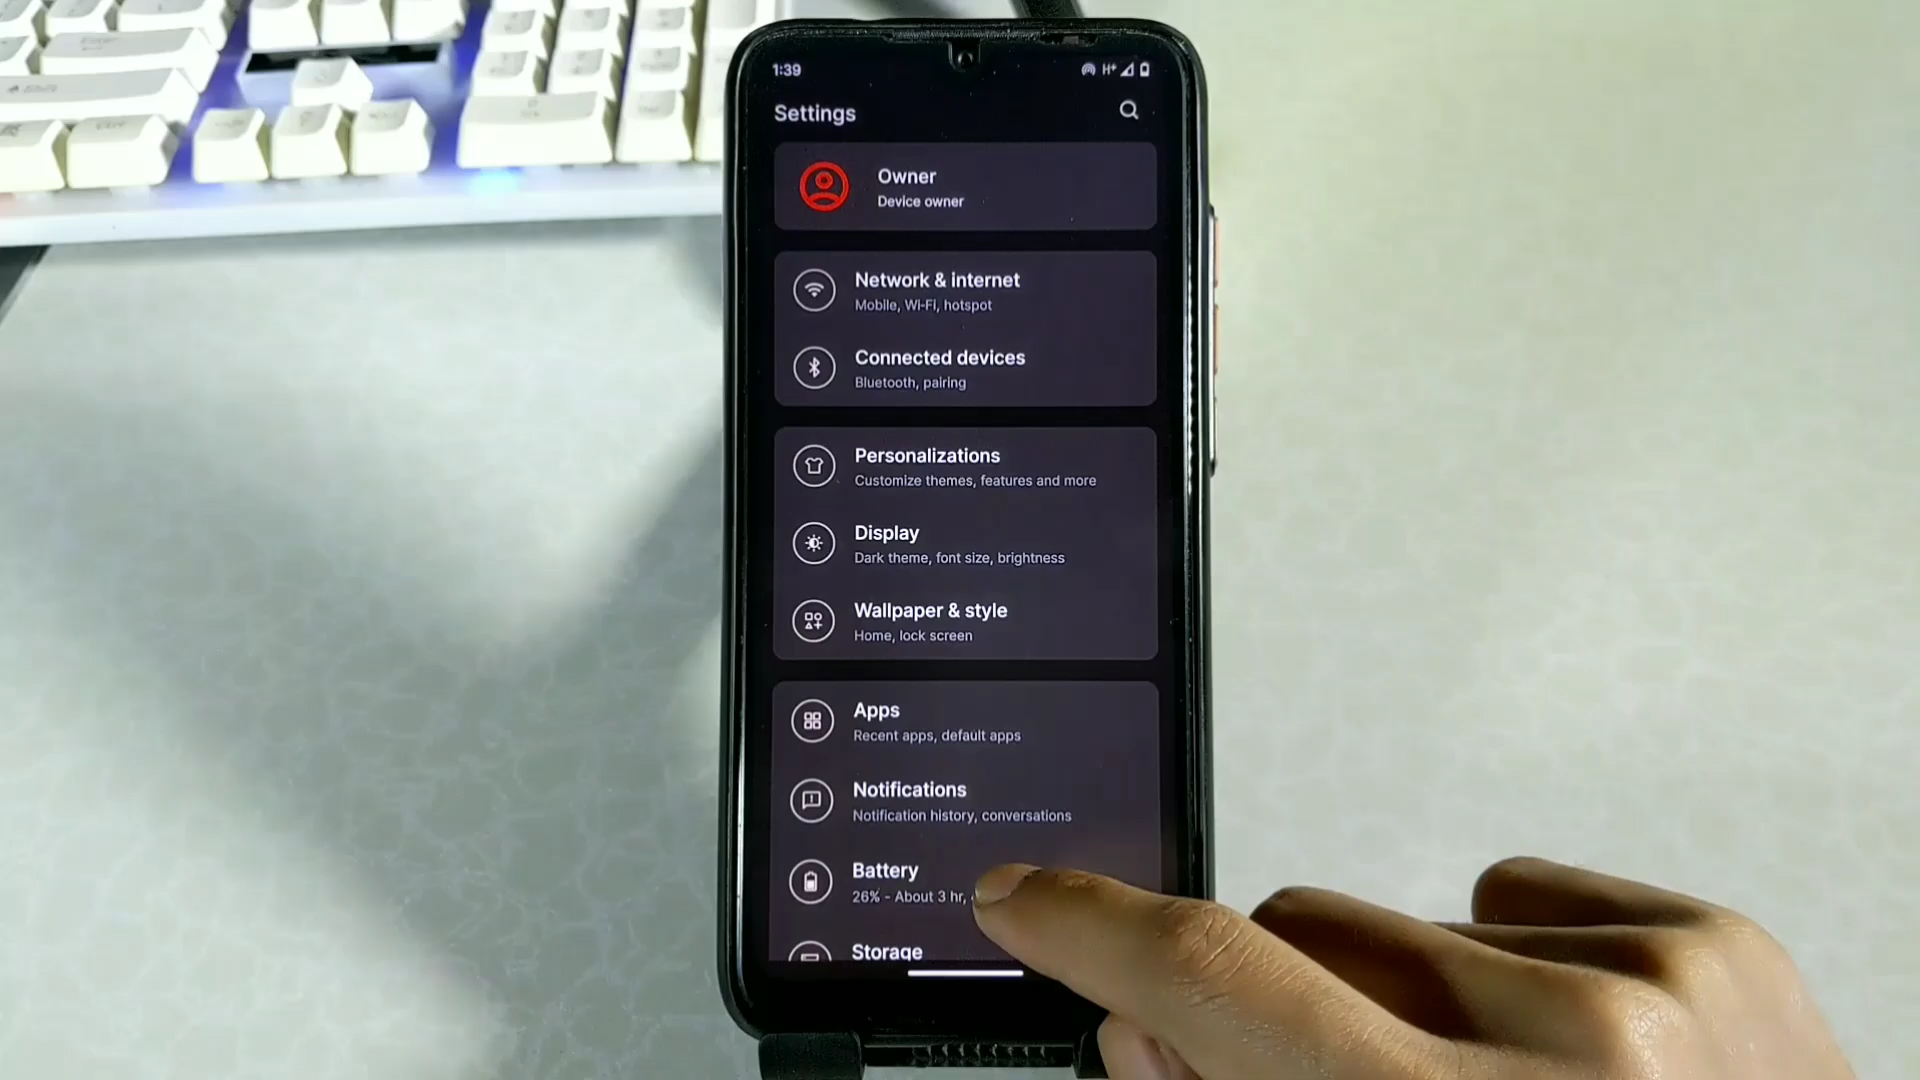 1:39
H+
Settings
Owner
Device owner
Network & internet
Mobile, Wi-Fi, hotspot
Connected devices
Bluetooth, pairing
Personalizations
Customize themes, features and more
Display
Dark theme, font size, brightness
Wallpaper & style
Home, lock screen
Apps
Recent apps, default apps
Notifications
Notification history, conversations
Battery
26% - About 3 hr,
Storage